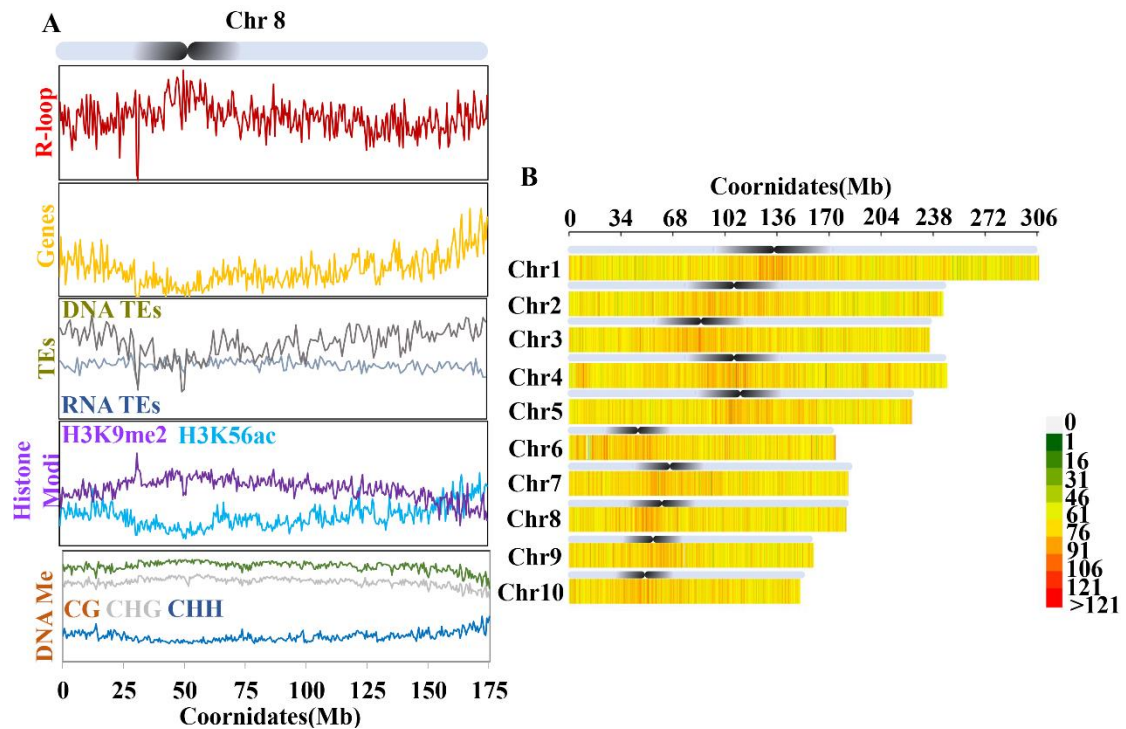 A
Chr 8
R-loop
Genes
TEs
DNA TEs
RNA TEs
Histone
Modi
H3K9me2 H3K56ac
DNA Me
CG CHG CHH
0 25 50 75 100 125 150 175
Coornidates(Mb)
B
Coornidates(Mb)
0 34 68 102 136 170 204 238 272 306
Chr1
Chr2
Chr3
Chr4
Chr5
Chr6
Chr7
Chr8
Chr9
Chr10
0
1
16
31
46
61
76
91
106
121
>121